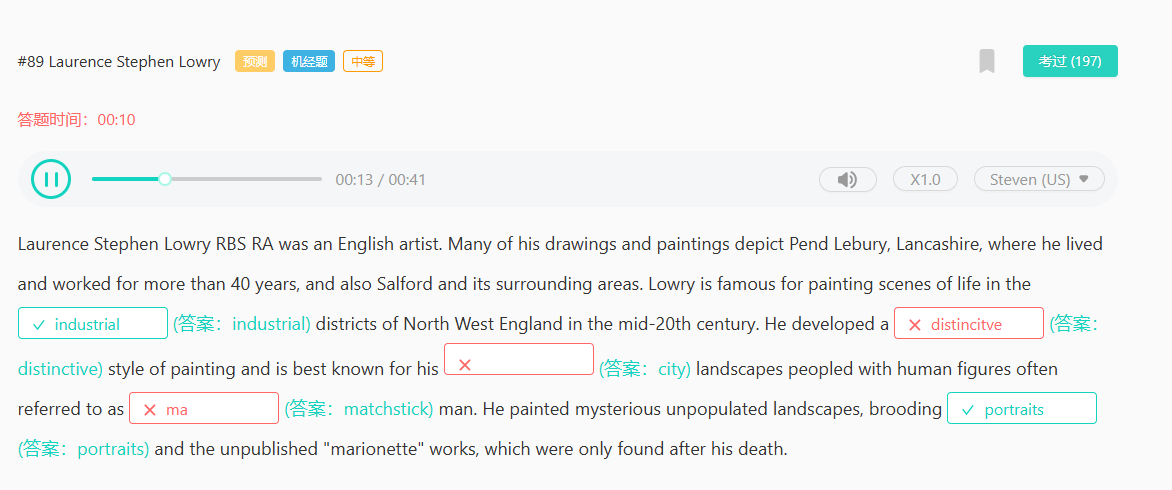 #89 Laurence Stephen Lowry 预测 机经题 中等 考过 (197)
答题时间：00:10
00:13 / 00:41 X1.0 Steven (US)
Laurence Stephen Lowry RBS RA was an English artist. Many of his drawings and paintings depict Pend Lebury, Lancashire, where he lived
and worked for more than 40 years, and also Salford and its surrounding areas. Lowry is famous for painting scenes of life in the
industrial (答案：industrial) districts of North West England in the mid-20th century. He developed a distincitve (答案：
distinctive) style of painting and is best known for his (答案：city) landscapes peopled with human figures often
referred to as ma (答案：matchstick) man. He painted mysterious unpopulated landscapes, brooding portraits
(答案：portraits) and the unpublished "marionette" works, which were only found after his death.